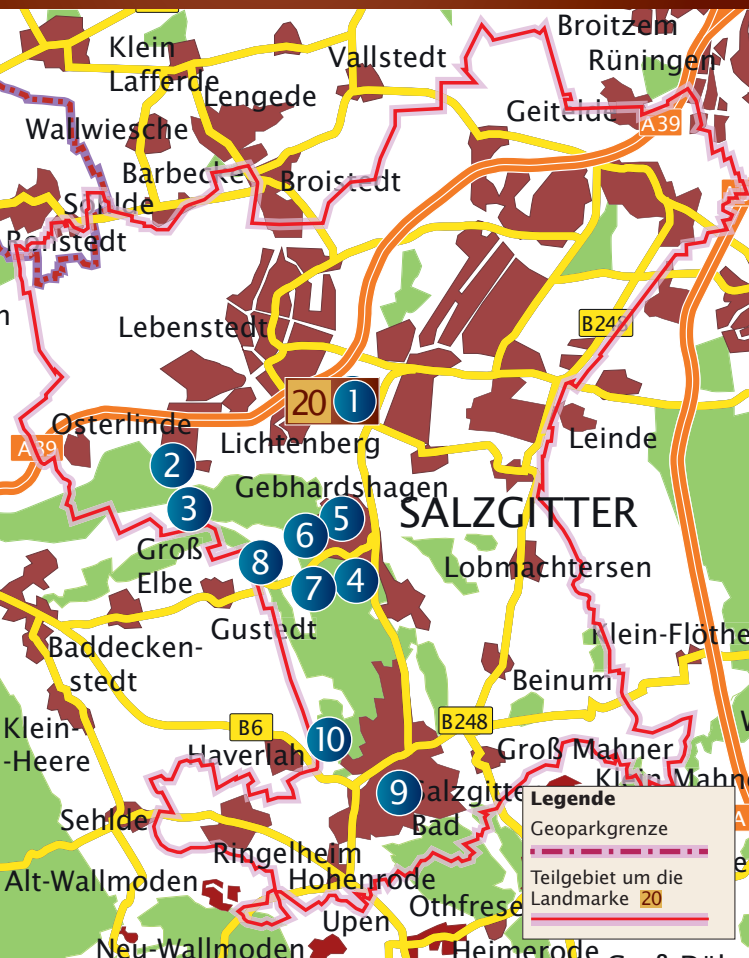 Broitzem
Klein
Lafferde
Vallstedt
Rüningen
Lengede
Geitelde
A39
Wallwiesche
Barbecke
Broistedt
Söhlde
Lebenstedt
B248
20 1
Osterlinde
A39
Lichtenberg
Leinde
2
Gebhardshagen
3
5
SALZGITTER
6
Groß
Elbe
8
7
4
Lobmachtersen
Gustedt
Klein-Flöthe
Baddecken-
stedt
Beinum
B6
B248
Klein-
-Heere
10
Haverlah
Groß Mahner
9
Salzgitter
Bad
Sehlde
Ringelheim
Alt-Wallmoden
Hohenrode
Othfrese
Upen
Neu-Wallmoden
Heimerode
Legende
Geoparkgrenze
Teilgebiet um die
Landmarke 20